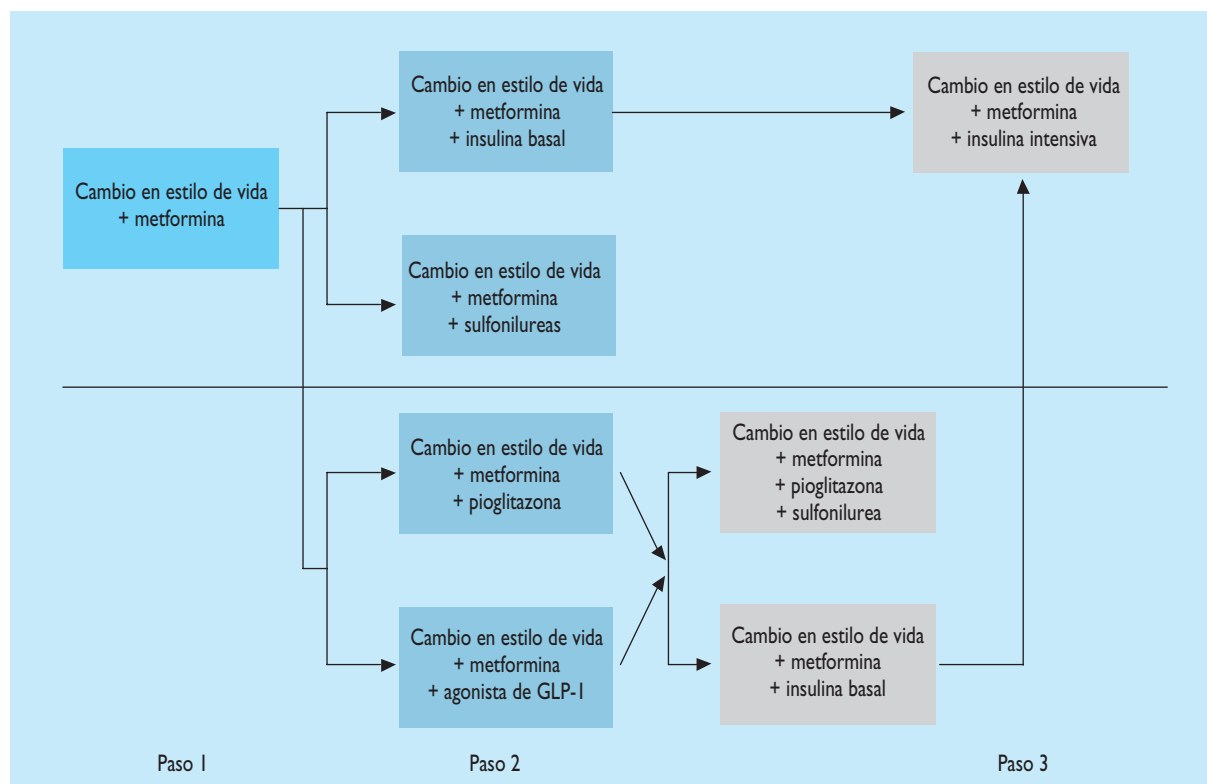 Cambio en estilo de vida
+ metformina
Cambio en estilo de vida
+ metformina
+ insulina basal
Cambio en estilo de vida
+ metformina
+ sulfonilureas
Cambio en estilo de vida
+ metformina
+ insulina intensiva
Cambio en estilo de vida
+ metformina
+ pioglitazona
Cambio en estilo de vida
+ metformina
+ agonista de GLP-1
Cambio en estilo de vida
+ metformina
+ pioglitazona
+ sulfonilurea
Cambio en estilo de vida
+ metformina
+ insulina basal
Paso 1
Paso 2
Paso 3